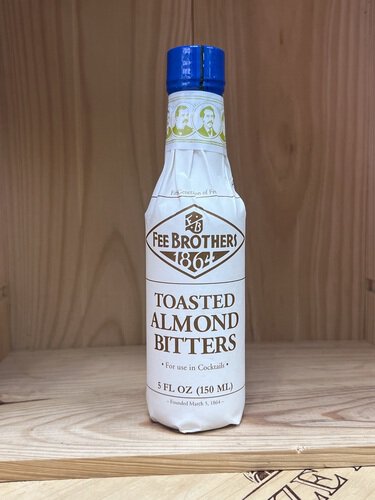 FEE BROTHERS
1864
TOASTED
ALMOND
BITTERS
• For use in Cocktails •
5 FL OZ (150 ML)
– Founded March 5, 1864 –